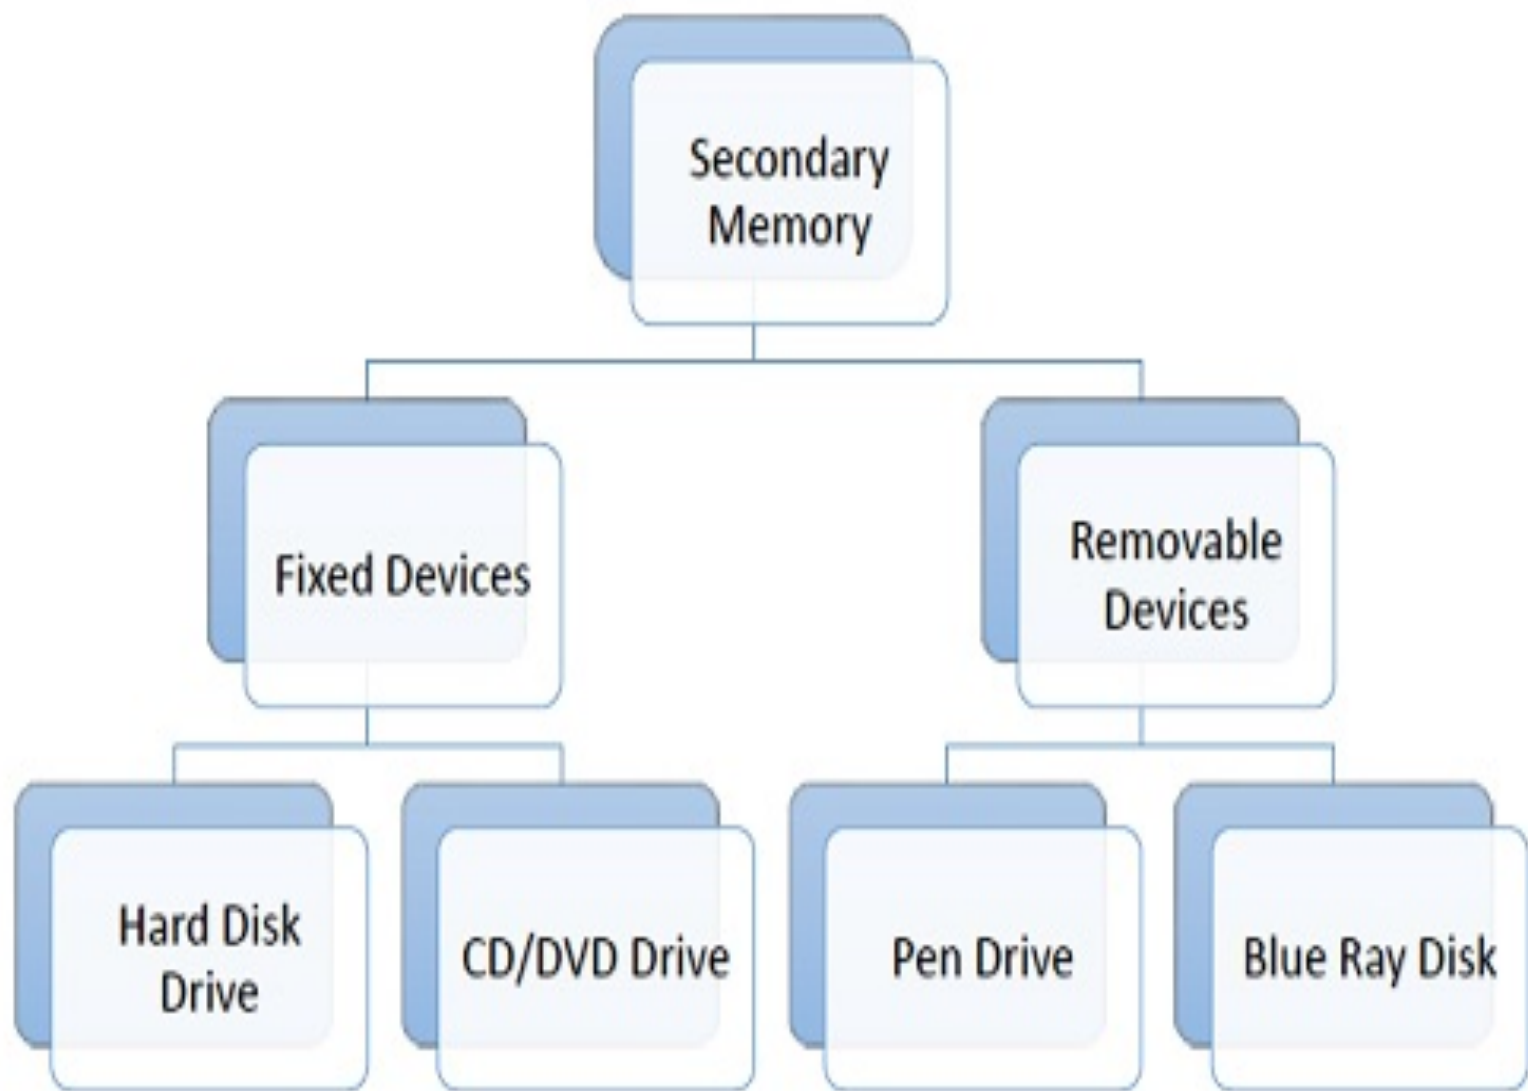 Secondary
Memory
Fixed Devices
Removable
Devices
Hard Disk
Drive
CD/DVD Drive
Pen Drive
Blue Ray Disk